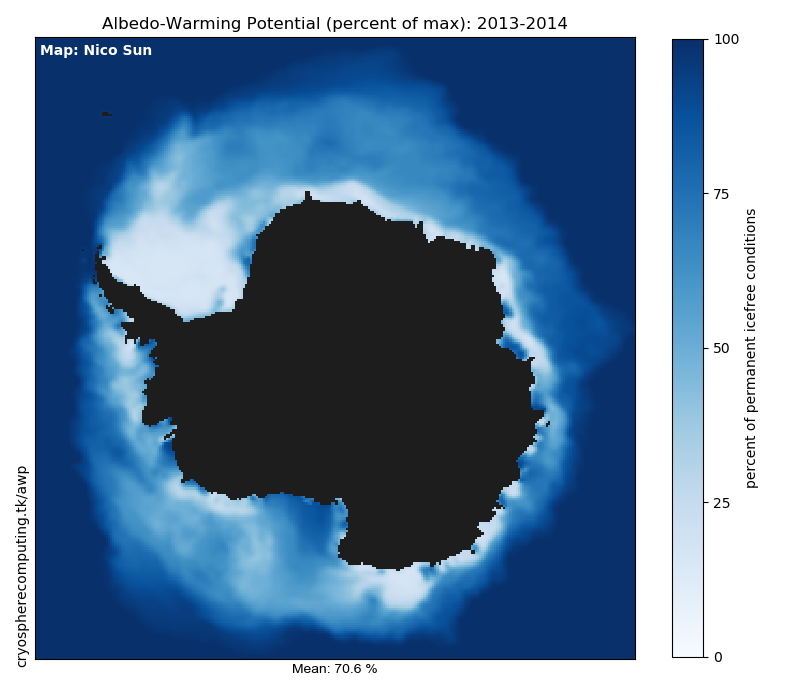 Albedo-Warming Potential (percent of max): 2013-2014
Map: Nico Sun
100
75
50
25
0
percent of permanent icefree conditions
cryospherecomputing.tk/awp
Mean: 70.6 %